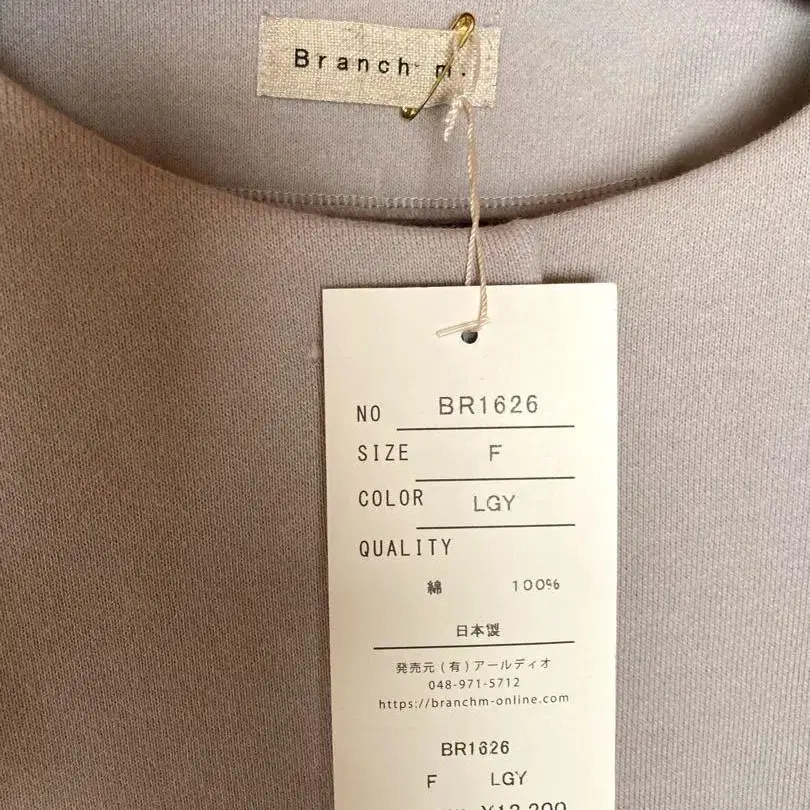 Branch m.
NO BR1626
SIZE F
COLOR LGY
QUALITY
綿 100%
日本製
発売元(有)アールディオ
048-971-5712
https://branchm-online.com
BR1626
F LGY